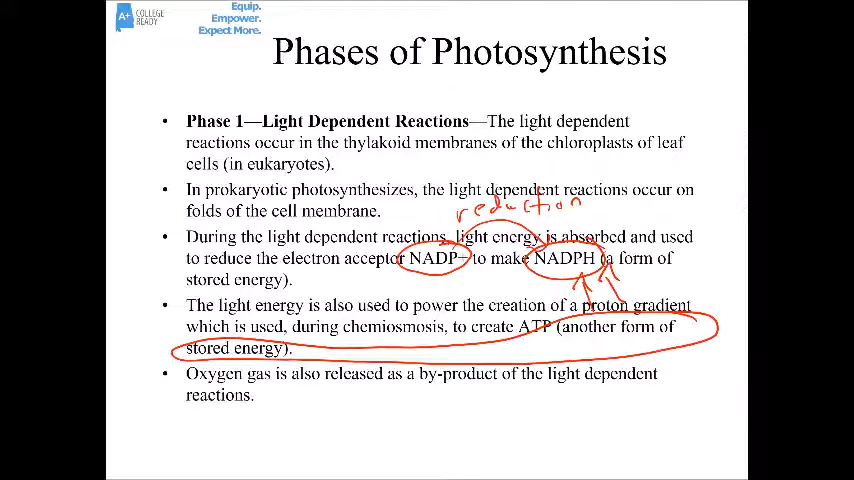 A+ COLLEGE READY
Equip.
Empower.
Expect More.
Phases of Photosynthesis
• Phase 1—Light Dependent Reactions—The light dependent
reactions occur in the thylakoid membranes of the chloroplasts of leaf
cells (in eukaryotes).
• In prokaryotic photosynthesizes, the light dependent reactions occur on
folds of the cell membrane.
reduction
• During the light dependent reactions, light energy is absorbed and used
to reduce the electron acceptor NADP+ to make NADPH (a form of
stored energy).
• The light energy is also used to power the creation of a proton gradient
which is used, during chemiosmosis, to create ATP (another form of
stored energy).
• Oxygen gas is also released as a by-product of the light dependent
reactions.